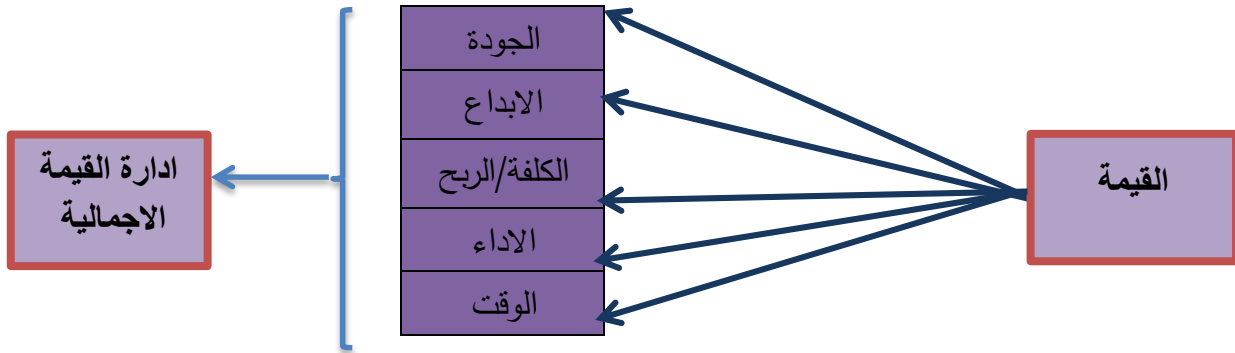 القيمة
الجودة
الابداع
الكلفة/الربح
الاداء
الوقت
ادارة القيمة
الاجمالية